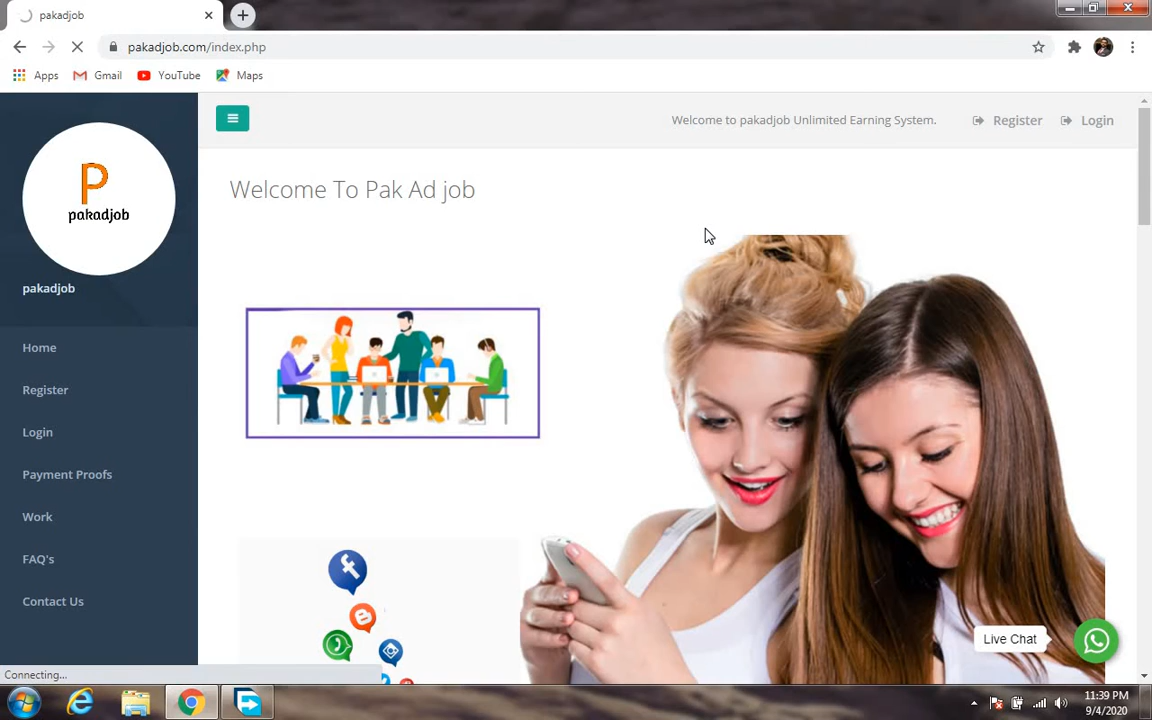 pakadjob
pakadjob.com/index.php
Apps Gmail YouTube Maps
Welcome to pakadjob Unlimited Earning System. Register Login
P
pakadjob
pakadjob
Home
Register
Login
Payment Proofs
Work
FAQ's
Contact Us
Welcome To Pak Ad job
Live Chat
Connecting...
11:39 PM
9/4/2020